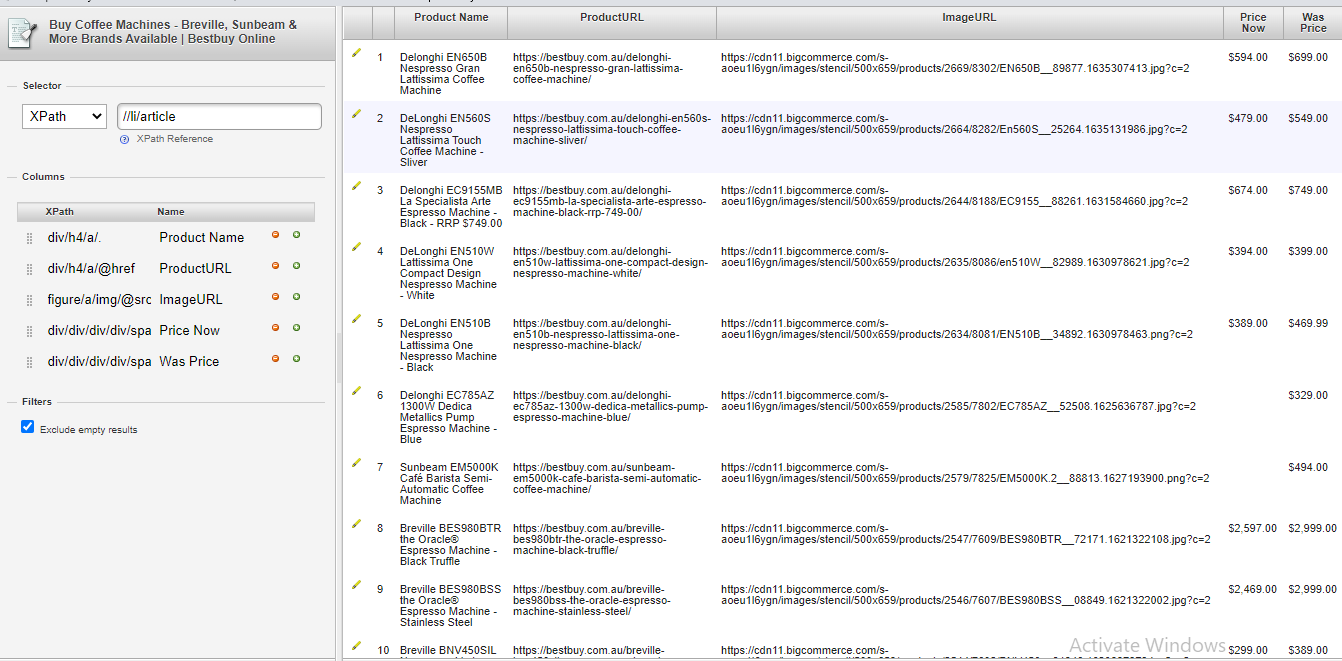 Buy Coffee Machines - Breville, Sunbeam &
More Brands Available | Bestbuy Online
Selector
XPath
//li/article
XPath Reference
Columns
XPath Name
div/h4/a/. Product Name
div/h4/a/@href ProductURL
figure/a/img/@src ImageURL
div/div/div/div/spa Price Now
div/div/div/div/spa Was Price
Filters
Exclude empty results
Product Name ProductURL ImageURL Price Was
Now Price
1 Delonghi EN650B https://bestbuy.com.au/delonghi- https://cdn11.bigcommerce.com/s- $594.00 $699.00
Nespresso Gran en650b-nespresso-gran-lattissima- aoeu1l6ygn/images/stencil/500x659/products/2669/8302/EN650B__89877.1635307413.jpg?c=2
Lattissima Coffee coffee-machine/
Machine
2 DeLonghi EN560S https://bestbuy.com.au/delonghi-en560s- https://cdn11.bigcommerce.com/s- $479.00 $549.00
Nespresso nespresso-lattissima-touch-coffee- aoeu1l6ygn/images/stencil/500x659/products/2664/8282/En560S__25264.1635131986.jpg?c=2
Lattissima Touch machine-sliver/
Coffee Machine -
Sliver
3 Delonghi EC9155MB https://bestbuy.com.au/delonghi- https://cdn11.bigcommerce.com/s- $674.00 $749.00
La Specialista Arte ec9155mb-la-specialista-arte-espresso- aoeu1l6ygn/images/stencil/500x659/products/2644/8188/EC9155__88261.1631584660.jpg?c=2
Espresso Machine - machine-black-rrp-749-00/
Black - RRP $749.00
4 DeLonghi EN510W https://bestbuy.com.au/delonghi- https://cdn11.bigcommerce.com/s- $394.00 $399.00
Lattissima One en510w-lattissima-one-compact-design- aoeu1l6ygn/images/stencil/500x659/products/2635/8086/en510W__82989.1630978621.jpg?c=2
Compact Design nespresso-machine-white/
Nespresso Machine
- White
5 DeLonghi EN510B https://bestbuy.com.au/delonghi- https://cdn11.bigcommerce.com/s- $389.00 $469.99
Nespresso en510b-nespresso-lattissima-one- aoeu1l6ygn/images/stencil/500x659/products/2634/8081/EN510B__34892.1630978463.png?c=2
Lattissima One nespresso-machine-black/
Nespresso Machine
- Black
6 Delonghi EC785AZ https://bestbuy.com.au/delonghi- https://cdn11.bigcommerce.com/s- $329.00
1300W Dedica ec785az-1300w-dedica-metallics-pump- aoeu1l6ygn/images/stencil/500x659/products/2585/7802/EC785AZ__52508.1625636787.jpg?c=2
Metallics Pump espresso-machine-blue/
Espresso Machine -
Blue
7 Sunbeam EM5000K https://bestbuy.com.au/sunbeam- https://cdn11.bigcommerce.com/s- $494.00
Café Barista Semi- em5000k-cafe-barista-semi-automatic- aoeu1l6ygn/images/stencil/500x659/products/2579/7825/EM5000K.2__88813.1627193900.png?c=2
Automatic Coffee coffee-machine/
Machine
8 Breville BES980BTR https://bestbuy.com.au/breville- https://cdn11.bigcommerce.com/s- $2,597.00 $2,999.00
the Oracle® bes980btr-the-oracle-espresso- aoeu1l6ygn/images/stencil/500x659/products/2547/7609/BES980BTR__72171.1621322108.jpg?c=2
Espresso Machine - machine-black-truffle/
Black Truffle
9 Breville BES980BSS https://bestbuy.com.au/breville- https://cdn11.bigcommerce.com/s- $2,469.00 $2,999.00
the Oracle® bes980bss-the-oracle-espresso- aoeu1l6ygn/images/stencil/500x659/products/2546/7607/BES980BSS__08849.1621322002.jpg?c=2
Espresso Machine - machine-stainless-steel/
Stainless Steel
10 Breville BNV450SIL https://bestbuy.com.au/breville- https://cdn11.bigcommerce.com/s- $299.00 $389.00
Activate Windows